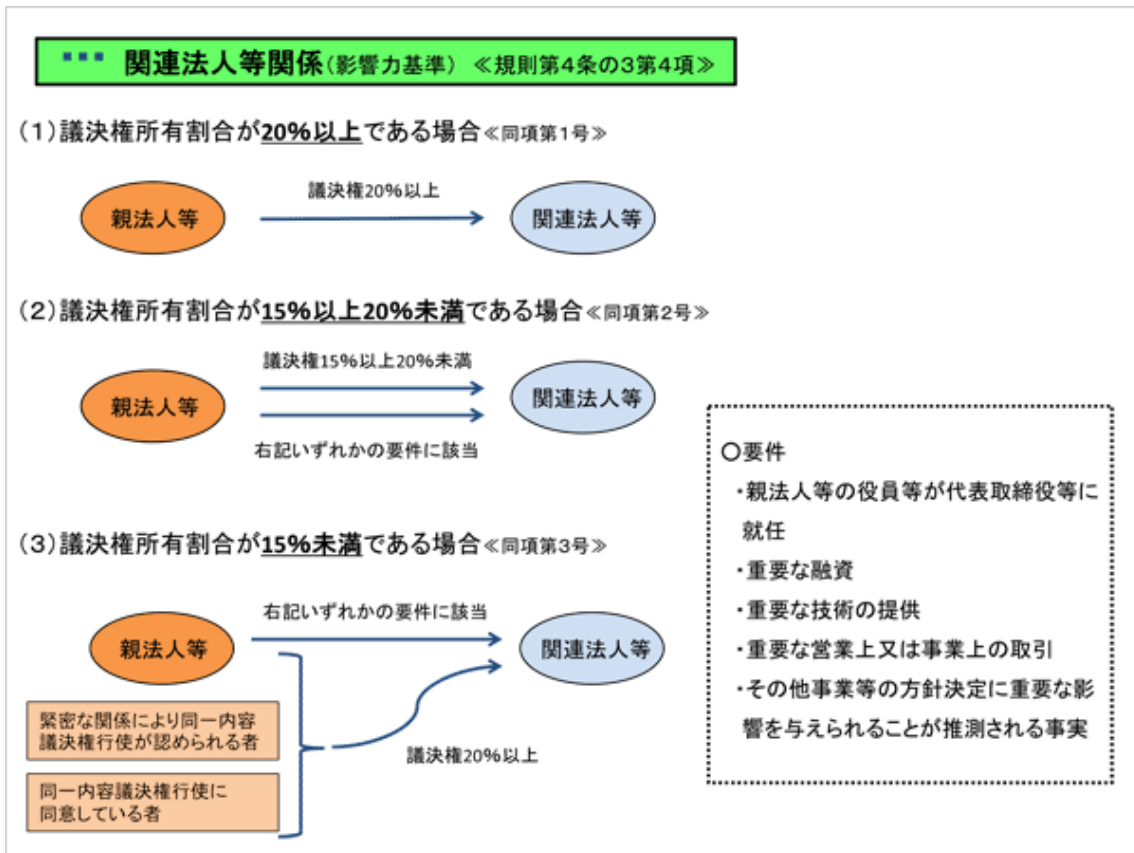 関連法人等関係(影響力基準) ≪規則第4条の3第4項≫
(1)議決権所有割合が20%以上である場合≪同項第1号≫
議決権20%以上
親法人等
関連法人等
(2)議決権所有割合が15%以上20%未満である場合≪同項第2号≫
議決権15%以上20%未満
親法人等
関連法人等
右記いずれかの要件に該当
(3)議決権所有割合が15%未満である場合≪同項第3号≫
右記いずれかの要件に該当
親法人等
関連法人等
緊密な関係により同一内容
議決権行使が認められる者
議決権20%以上
同一内容議決権行使に
同意している者
○要件
・親法人等の役員等が代表取締役等に
就任
・重要な融資
・重要な技術の提供
・重要な営業上又は事業上の取引
・その他事業等の方針決定に重要な影
響を与えられることが推測される事実